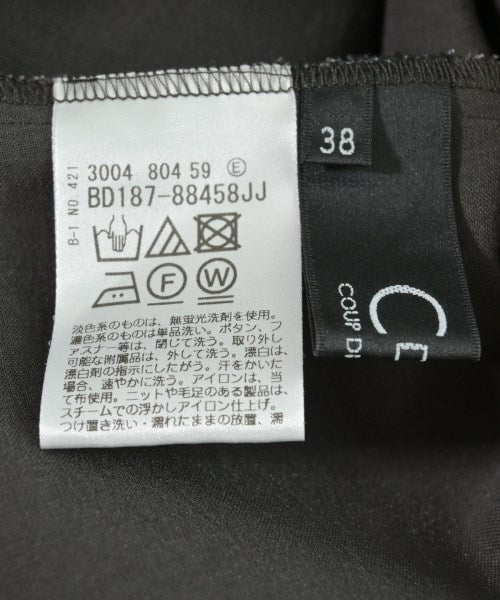 B-1 NO.421
3004 804 59 Ⓔ
BD187-88458JJ
F
W
淡色系のものは、無蛍光洗剤を使用。
濃色系のものは単品洗い。ボタン、フ
ァスナー等は、閉じて洗う。取り外し
可能な附属品は、外して洗う。漂白は、
漂白剤の指示にしたがう。汗をかいた
場合、速やかに洗う。アイロンは、当
て布使用。ニットや毛足のある製品は、
スチームでの浮かしアイロン仕上げ。
つけ置き洗い・濡れたままの放置、濡
38
CE
COUP DE